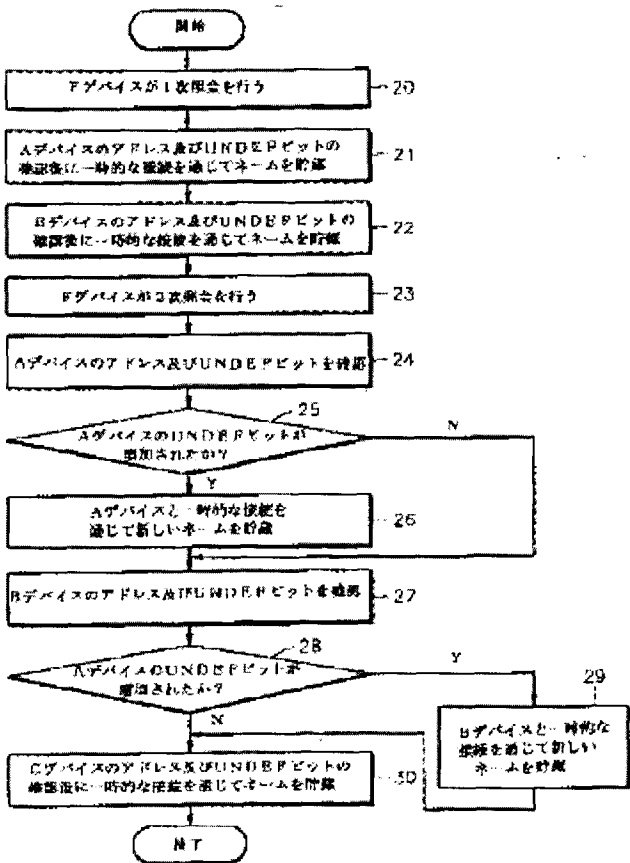 開始
Fデバイスが1次照会を行う
20
Aデバイスのアドレス及びUNDEFビットの
確認後に一時的な接続を通じてネームを貯蔵
21
Bデバイスのアドレス及びUNDEFビットの
確認後に一時的な接続を通じてネームを貯蔵
22
Fデバイスが2次照会を行う
23
Aデバイスのアドレス及びUNDEFビットを確認
24
25
AデバイスのUNDEFビットが
増加されたか?
N
Y
Aデバイスと一時的な接続を
通じて新しいネームを貯蔵
26
Bデバイスのアドレス及びUNDEFビットを確認
27
28
AデバイスのUNDEFビットが
増加されたか?
Y
N
29
Bデバイスと一時的な
接続を通じて新しい
ネームを貯蔵
Cデバイスのアドレス及びUNDEFビットの
確認後に一時的な接続を通じてネームを貯蔵
30
終了